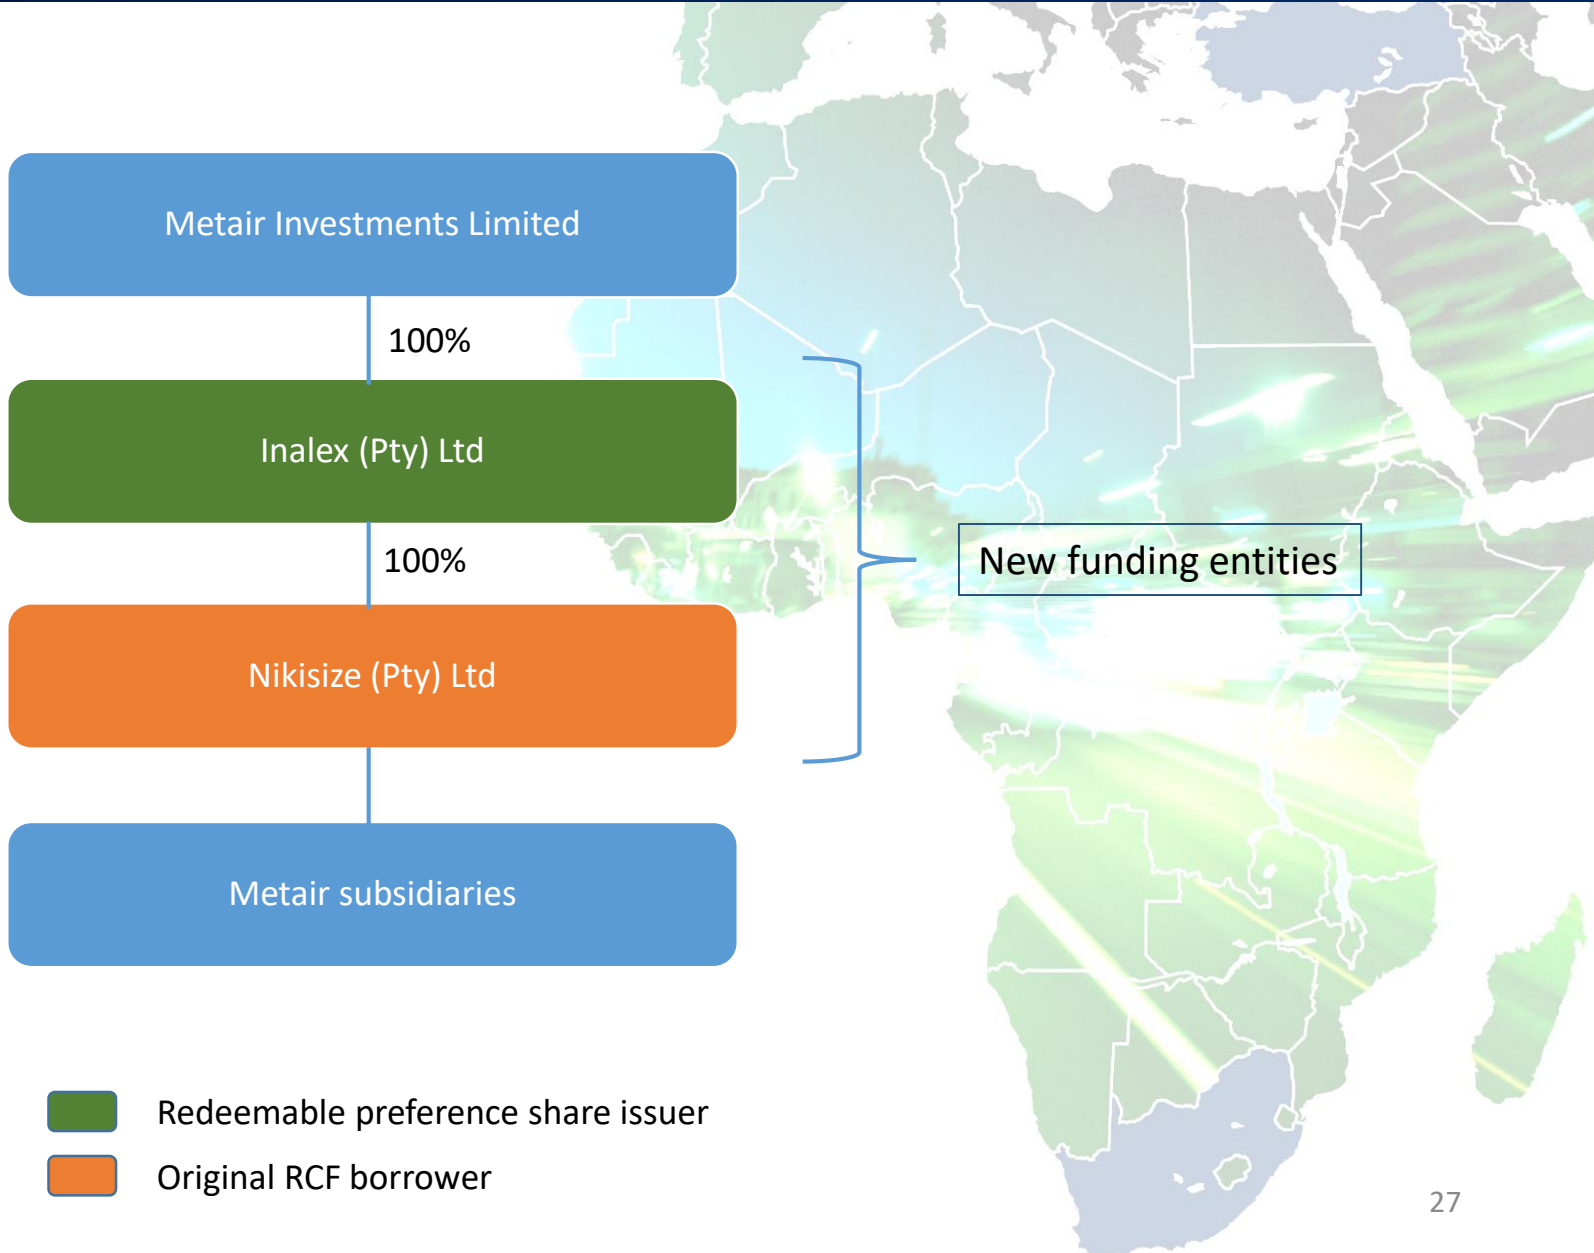 Metair Investments Limited
100%
Inalex (Pty) Ltd
100%
New funding entities
Nikisize (Pty) Ltd
Metair subsidiaries
Redeemable preference share issuer
Original RCF borrower
27